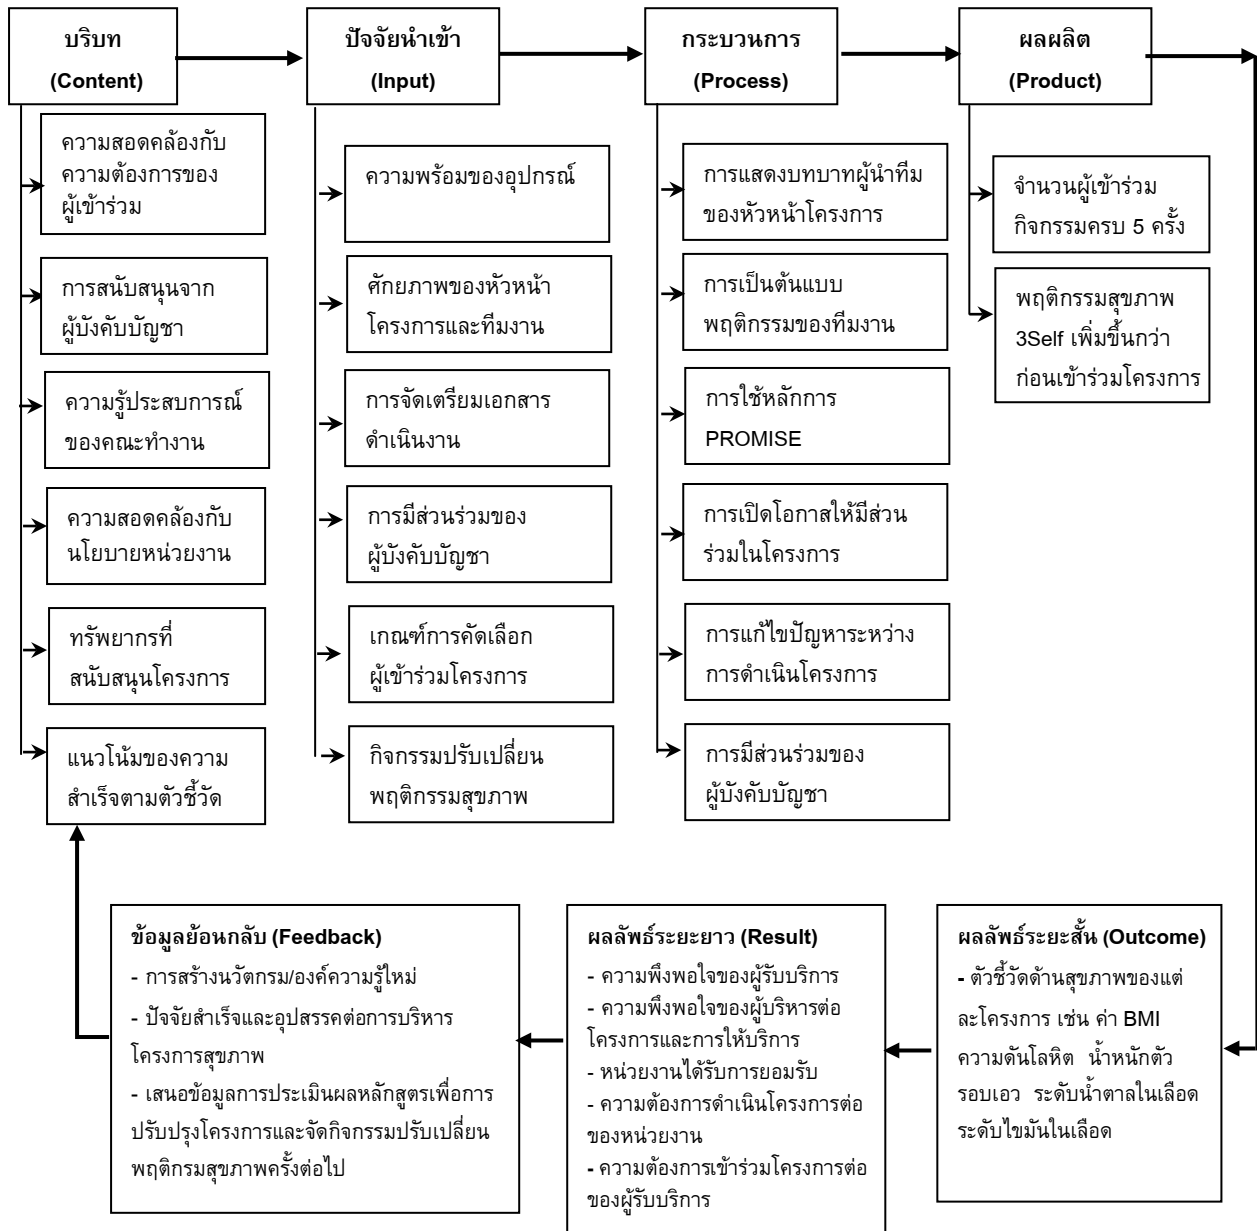 บริบท
(Content)
ปัจจัยนำเข้า
(Input)
กระบวนการ
(Process)
ผลผลิต
(Product)
ความสอดคล้องกับ
ความต้องการของ
ผู้เข้าร่วม
การสนับสนุนจาก
ผู้บังคับบัญชา
ความรู้ประสบการณ์
ของคณะทำงาน
ความสอดคล้องกับ
นโยบายหน่วยงาน
ทรัพยากรที่
สนับสนุนโครงการ
แนวโน้มของความ
สำเร็จตามตัวชี้วัด
ความพร้อมของอุปกรณ์
ศักยภาพของหัวหน้า
โครงการและทีมงาน
การจัดเตรียมเอกสาร
ดำเนินงาน
การมีส่วนร่วมของ
ผู้บังคับบัญชา
เกณฑ์การคัดเลือก
ผู้เข้าร่วมโครงการ
กิจกรรมปรับเปลี่ยน
พฤติกรรมสุขภาพ
การแสดงบทบาทผู้นำทีม
ของหัวหน้าโครงการ
การเป็นต้นแบบ
พฤติกรรมของทีมงาน
การใช้หลักการ
PROMISE
การเปิดโอกาสให้มีส่วน
ร่วมในโครงการ
การแก้ไขปัญหาระหว่าง
การดำเนินโครงการ
การมีส่วนร่วมของ
ผู้บังคับบัญชา
จำนวนผู้เข้าร่วม
กิจกรรมครบ 5 ครั้ง
พฤติกรรมสุขภาพ
3Self เพิ่มขึ้นกว่า
ก่อนเข้าร่วมโครงการ
ข้อมูลย้อนกลับ (Feedback)
- การสร้างนวัตกรม/องค์ความรู้ใหม่
- ปัจจัยสำเร็จและอุปสรรคต่อการบริหาร
โครงการสุขภาพ
- เสนอข้อมูลการประเมินผลหลักสูตรเพื่อการ
ปรับปรุงโครงการและจัดกิจกรรมปรับเปลี่ยน
พฤติกรมสุขภาพครั้งต่อไป
ผลลัพธ์ระยะยาว (Result)
- ความพึงพอใจของผู้รับบริการ
- ความพึงพอใจของผู้บริหารต่อ
โครงการและการให้บริการ
- หน่วยงานได้รับการยอมรับ
- ความต้องการดำเนินโครงการต่อ
ของหน่วยงาน
- ความต้องการเข้าร่วมโครงการต่อ
ของผู้รับบริการ
ผลลัพธ์ระยะสั้น (Outcome)
- ตัวชี้วัดด้านสุขภาพของแต่
ละโครงการ เช่น ค่า BMI
ความดันโลหิต น้ำหนักตัว
รอบเอว ระดับน้ำตาลในเลือด
ระดับไขมันในเลือด